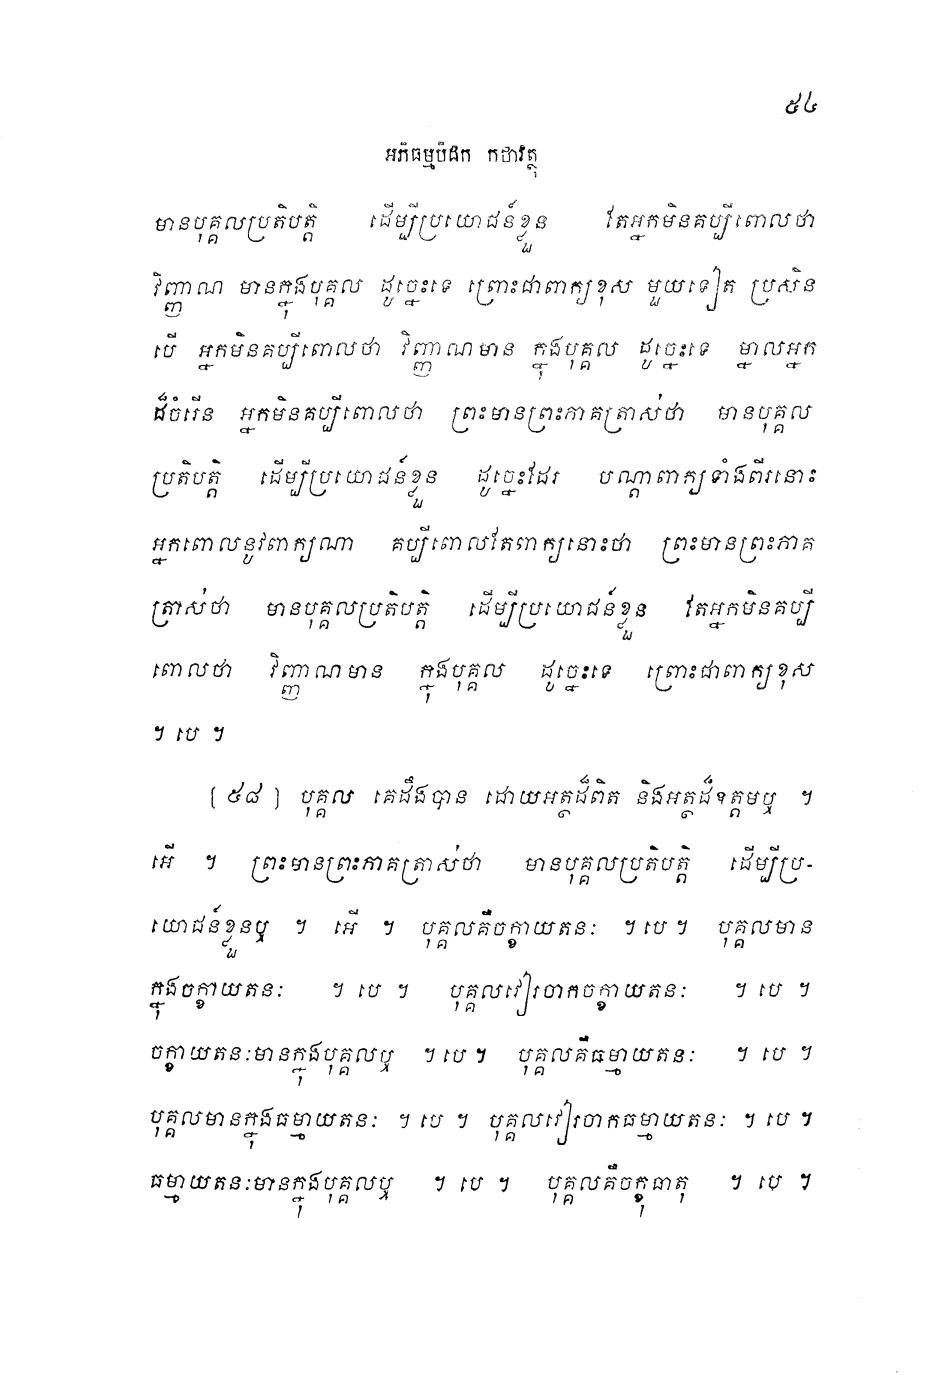 ៥៤
អភិធម្មបិដក កថាវត្ថុ
មានបុគ្គលប្រតិបត្តិ ដើម្បីប្រយោជន៍ខ្លួន តែអ្នកមិនគប្បីពោលថា
វិញ្ញាណ មានក្នុងបុគ្គល ដូច្នេះទេ ព្រោះជាពាក្យខុស មួយទៀត ប្រសិន
បើ អ្នកមិនគប្បីពោលថា វិញ្ញាណមាន ក្នុងបុគ្គល ដូច្នេះទេ ម្នាលអ្នក
ដ៏ចំរើន អ្នកមិនគប្បីពោលថា ព្រះមានព្រះភាគត្រាស់ថា មានបុគ្គល
ប្រតិបត្តិ ដើម្បីប្រយោជន៍ខ្លួន ដូច្នេះដែរ បណ្តាពាក្យទាំងពីរនោះ
អ្នកពោលនូវពាក្យណា គប្បីពោលតែពាក្យនោះថា ព្រះមានព្រះភាគ
ត្រាស់ថា មានបុគ្គលប្រតិបត្តិ ដើម្បីប្រយោជន៍ខ្លួន តែអ្នកមិនគប្បី
ពោលថា វិញ្ញាណមាន ក្នុងបុគ្គល ដូច្នេះទេ ព្រោះជាពាក្យខុស
។ បេ ។
[៥៨] បុគ្គល គេដឹងបាន ដោយអត្ថដ៏ពិត និងអត្ថដ៏ឧត្តមឬ ។
អើ ។ ព្រះមានព្រះភាគត្រាស់ថា មានបុគ្គលប្រតិបត្តិ ដើម្បីប្រ-
យោជន៍ខ្លួនឬ ។ អើ ។ បុគ្គលគឺចក្ខាយតនៈ ។ បេ ។ បុគ្គលមាន
ក្នុងចក្ខាយតនៈ ។ បេ ។ បុគ្គលវៀរចាកចក្ខាយតនៈ ។ បេ ។
ចក្ខាយតនៈមានក្នុងបុគ្គលឬ ។ បេ ។ បុគ្គលគឺធម្មាយតនៈ ។ បេ ។
បុគ្គលមានក្នុងធម្មាយតនៈ ។ បេ ។ បុគ្គលវៀរចាកធម្មាយតនៈ ។ បេ ។
ធម្មាយតនៈមានក្នុងបុគ្គលឬ ។ បេ ។ បុគ្គលគឺចក្ខុធាតុ ។ បេ ។